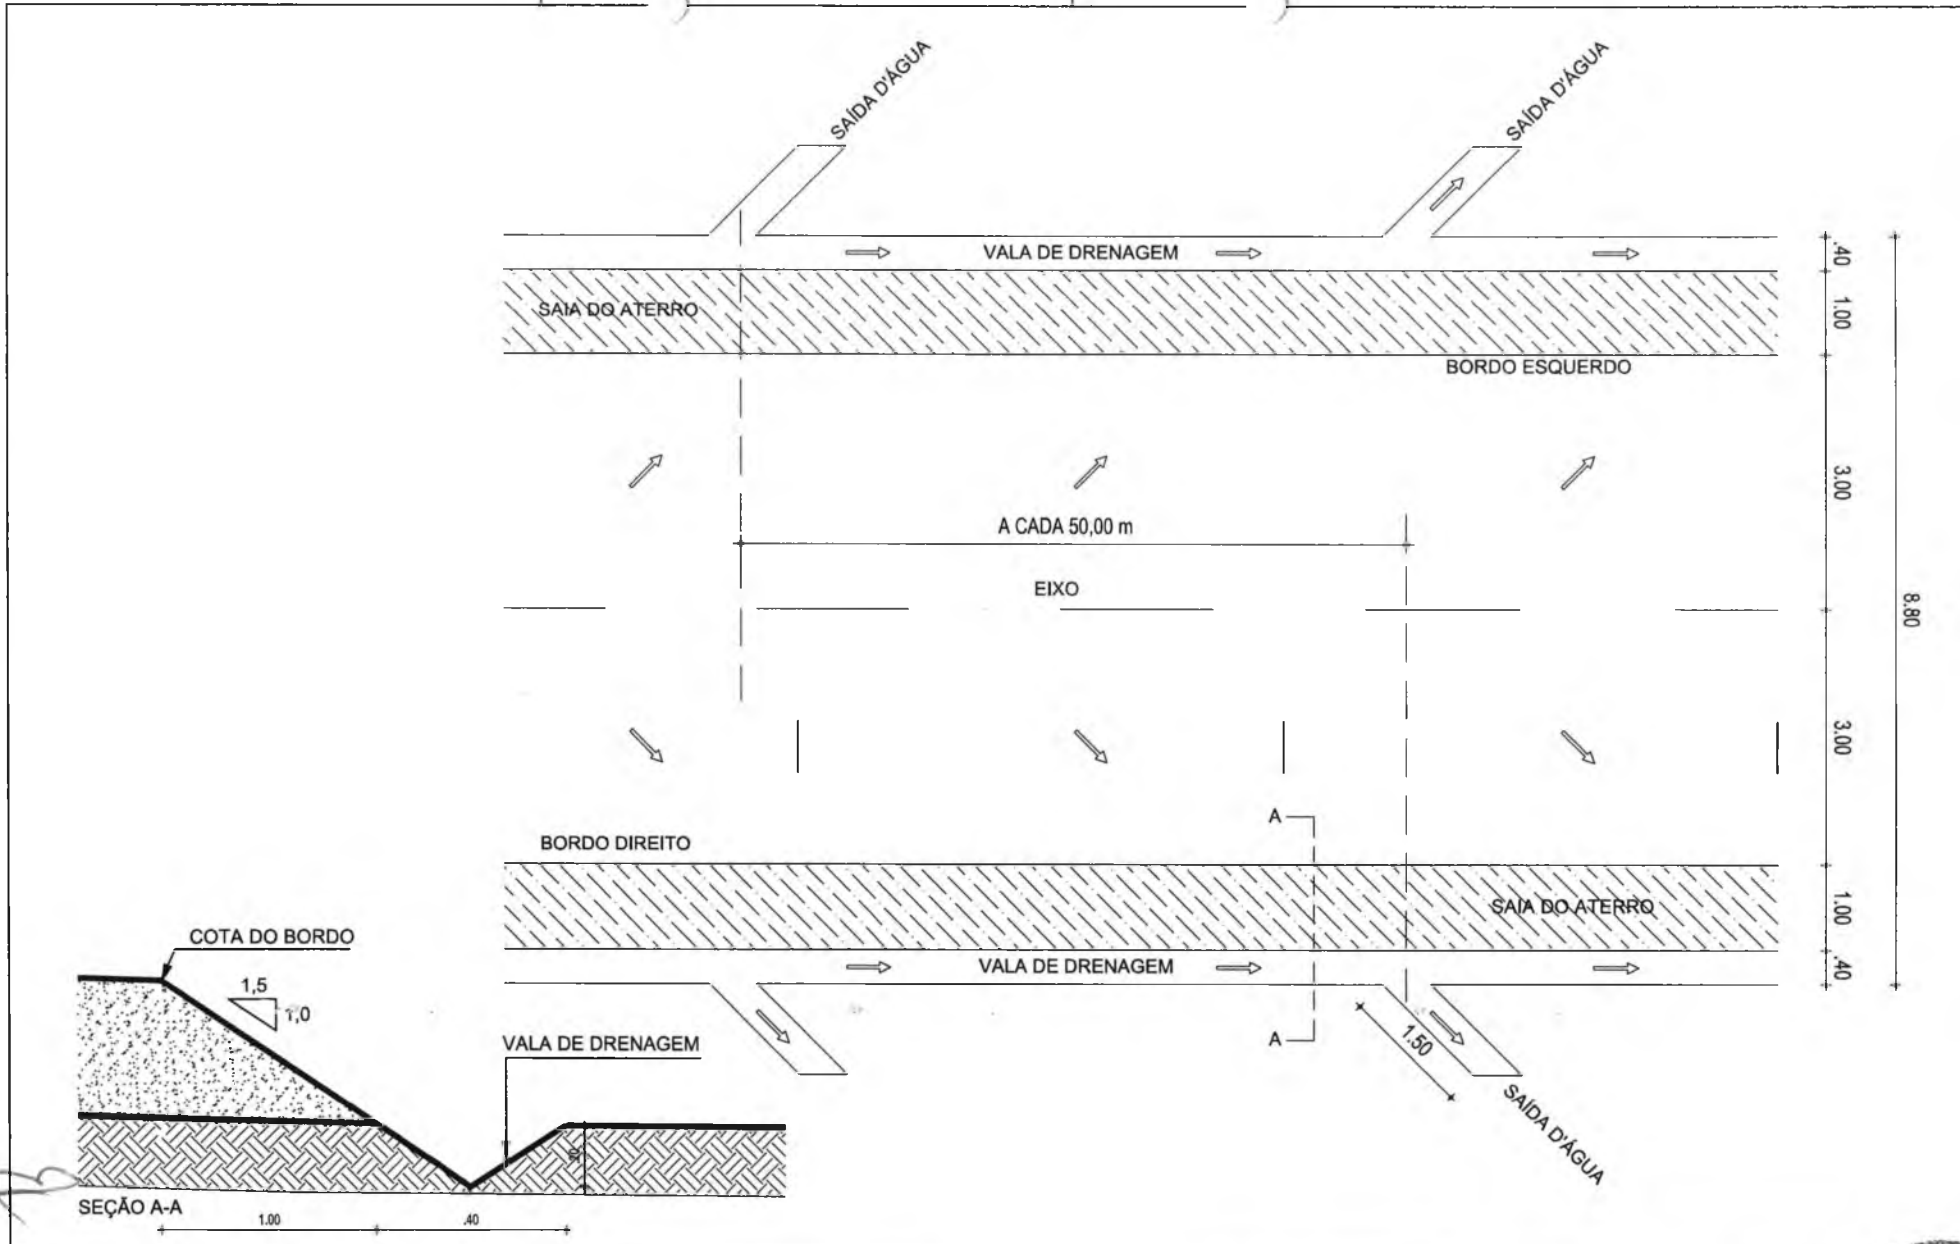 SAÍDA D'ÁGUA
SAÍDA D'ÁGUA
VALA DE DRENAGEM
.40
SAIA DO ATERRO
1.00
BORDO ESQUERDO
3.00
A CADA 50,00 m
EIXO
8.80
3.00
A
BORDO DIREITO
SAIA DO ATERRO
1.00
VALA DE DRENAGEM
.40
A
1.50
SAÍDA D'ÁGUA
COTA DO BORDO
1,5
1,0
VALA DE DRENAGEM
.20
SEÇÃO A-A
1.00
.40